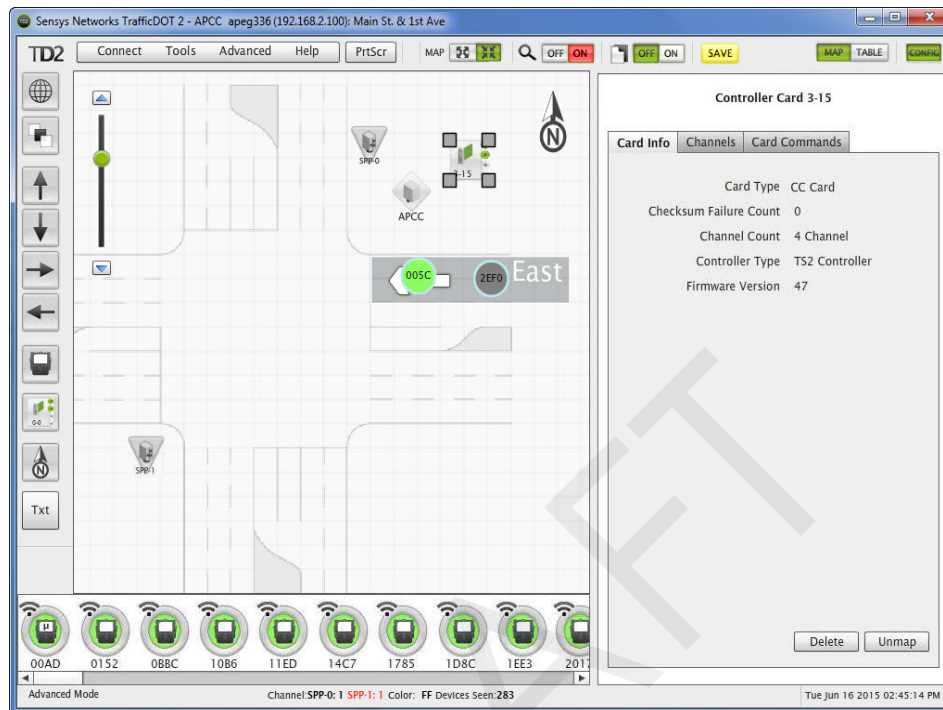 Sensys Networks TrafficDOT 2 - APCC apeg336 (192.168.2.100): Main St. & 1st Ave
TD2 Connect Tools Advanced Help PrtScr MAP OFF ON OFF ON SAVE MAP TABLE CONFIG
N
SPP-0
3-15
APCC
005C 2EF0 East
SPP-1
0-0
N
Txt
Controller Card 3-15
Card Info Channels Card Commands
Card Type CC Card
Checksum Failure Count 0
Channel Count 4 Channel
Controller Type TS2 Controller
Firmware Version 47
Delete Unmap
µ
00AD 0152 0BBC 10B6 11ED 14C7 1785 1D8C 1EE3 2017
Advanced Mode Channel:SPP-0: 1 SPP-1: 1 Color: FF Devices Seen:283 Tue Jun 16 2015 02:45:14 PM